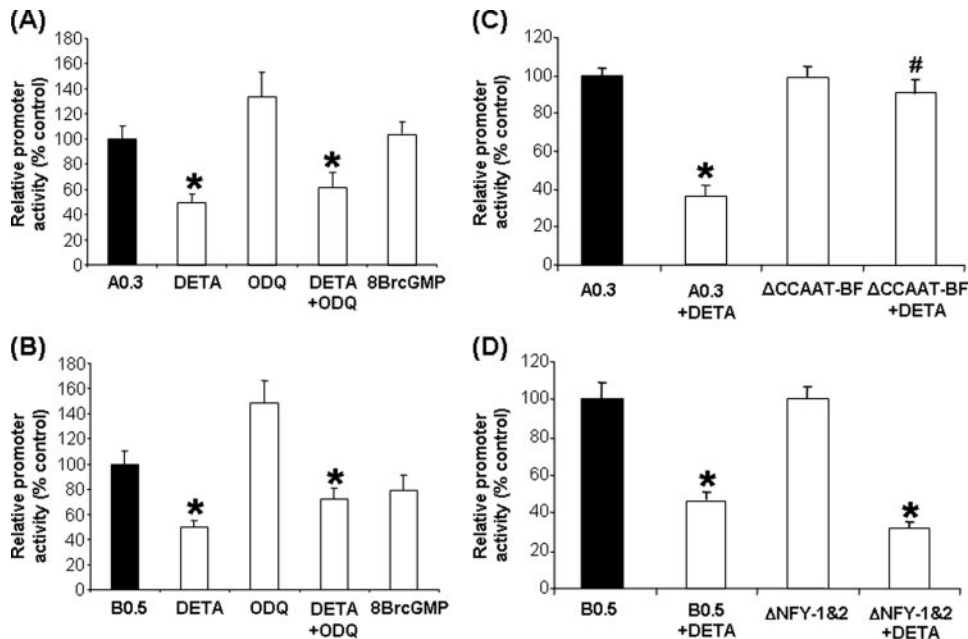 (A)
Relative promoter
activity (% control)
180
160
140
120
100
80
60
40
20
0
*
*
A0.3 DETA ODQ DETA 8BrcGMP
+ODQ
(B)
Relative promoter
activity (% control)
180
160
140
120
100
80
60
40
20
0
*
*
B0.5 DETA ODQ DETA 8BrcGMP
+ODQ
(C)
Relative promoter
activity (% control)
120
100
80
60
40
20
0
*
#
A0.3 A0.3 ΔCCAAT-BF ΔCCAAT-BF
+DETA +DETA
(D)
Relative promoter
activity (% control)
120
100
80
60
40
20
0
*
*
B0.5 B0.5 ΔNFY-1&2 ΔNFY-1&2
+DETA +DETA